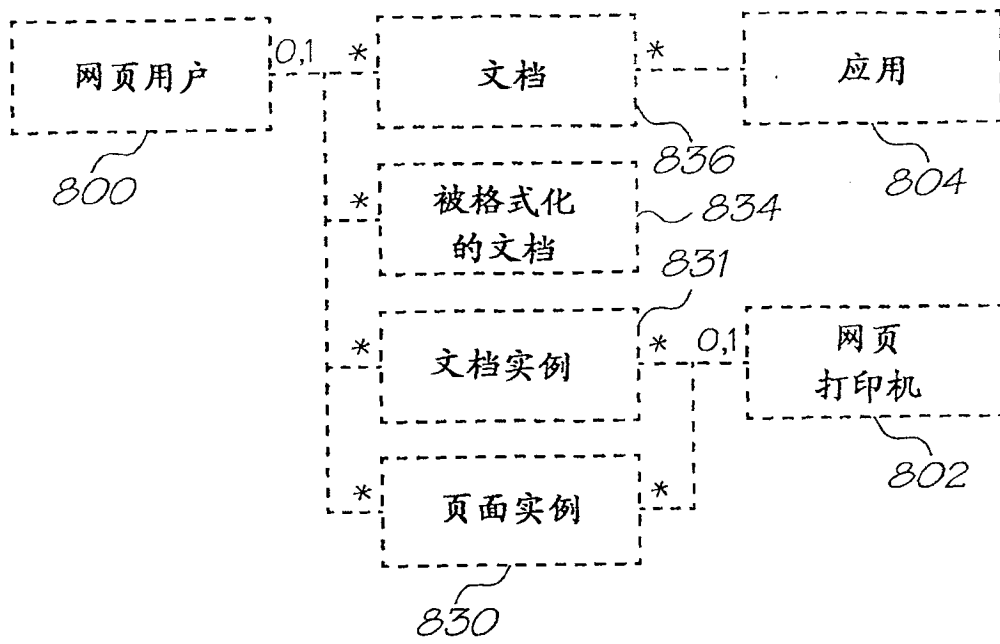 网页用户
0,1
*
文档
*
应用
800
836
804
*
被格式化
的文档
834
831
*
文档实例
*
0,1
网页
打印机
802
*
页面实例
*
830